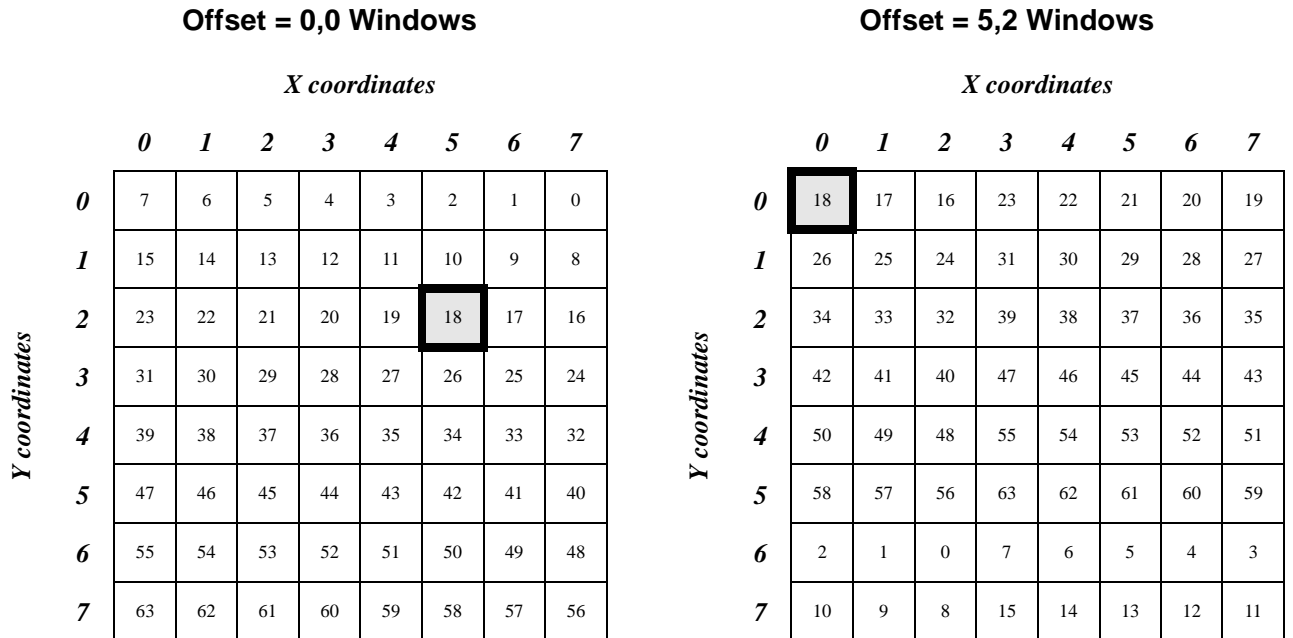 Offset = 0,0 Windows
X coordinates
0 1 2 3 4 5 6 7
Y coordinates
0 7 6 5 4 3 2 1 0
1 15 14 13 12 11 10 9 8
2 23 22 21 20 19 18 17 16
3 31 30 29 28 27 26 25 24
4 39 38 37 36 35 34 33 32
5 47 46 45 44 43 42 41 40
6 55 54 53 52 51 50 49 48
7 63 62 61 60 59 58 57 56
Offset = 5,2 Windows
X coordinates
0 1 2 3 4 5 6 7
Y coordinates
0 18 17 16 23 22 21 20 19
1 26 25 24 31 30 29 28 27
2 34 33 32 39 38 37 36 35
3 42 41 40 47 46 45 44 43
4 50 49 48 55 54 53 52 51
5 58 57 56 63 62 61 60 59
6 2 1 0 7 6 5 4 3
7 10 9 8 15 14 13 12 11